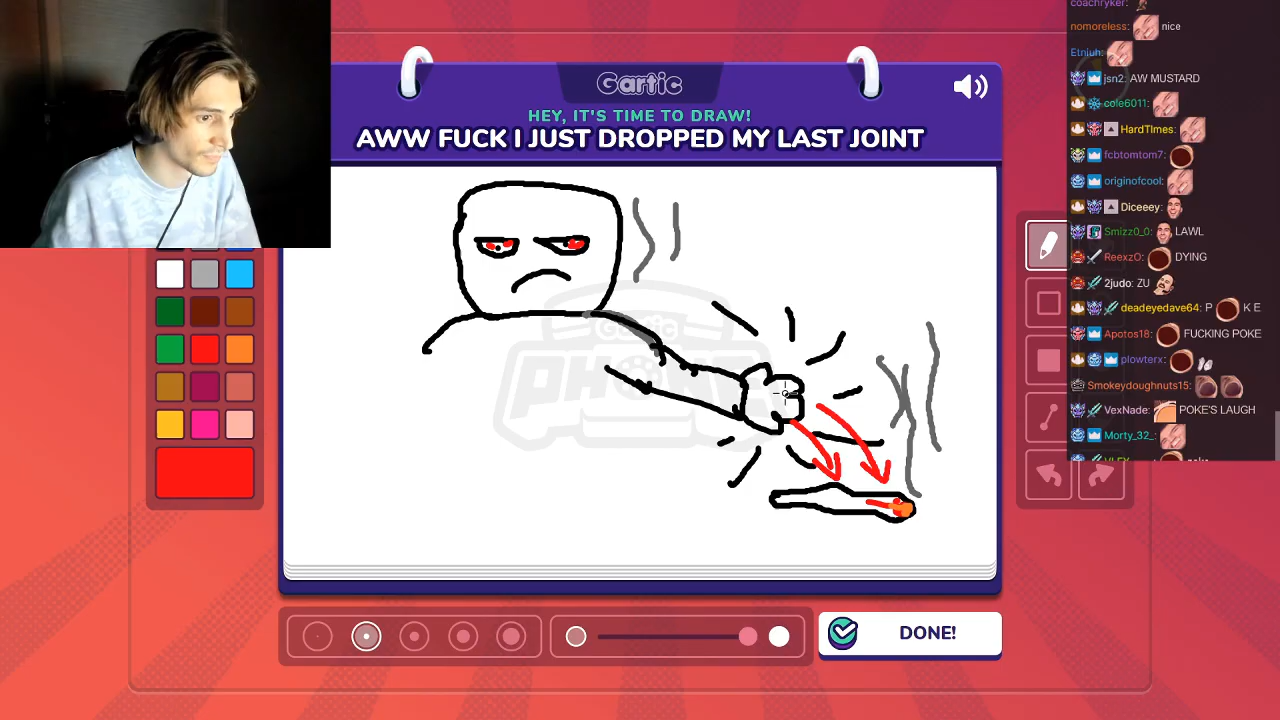 Gartic
HEY, IT'S TIME TO DRAW!
AWW FUCK I JUST DROPPED MY LAST JOINT
Gartic
PHONE
DONE!
coachryker:
nomoreless: nice
Etniuh:
jsn2: AW MUSTARD
cole6011:
HardTImes:
fcbtomtom7:
originofcool:
Diceeey:
Smizz0_0: LAWL
ReexzO: DYING
2judo: ZU
deadeyedave64: P K E
Apotos18: FUCKING POKE
plowterx:
Smokeydoughnuts15:
VexNade: POKE'S LAUGH
Morty_32_: